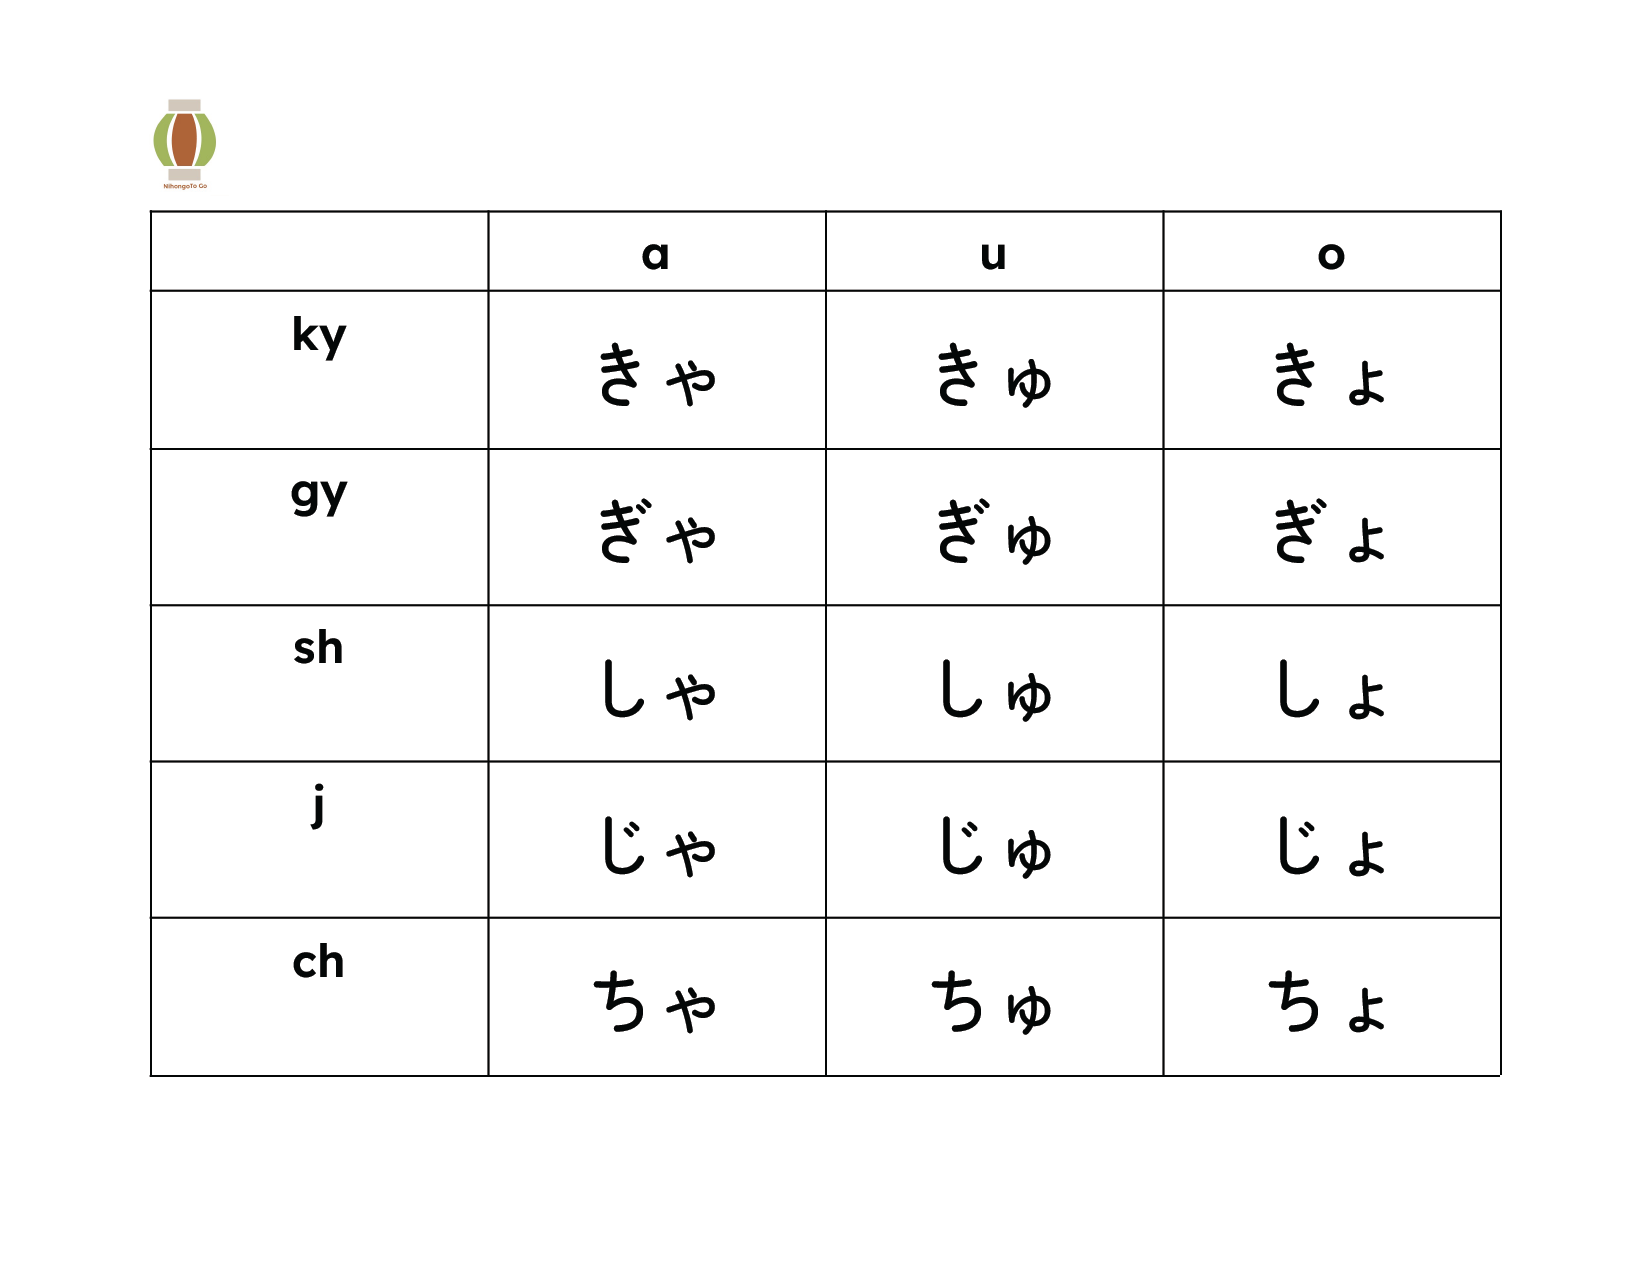 NihongoTo Go
a u o
ky きゃ きゅ きょ
gy ぎゃ ぎゅ ぎょ
sh しゃ しゅ しょ
j じゃ じゅ じょ
ch ちゃ ちゅ ちょ